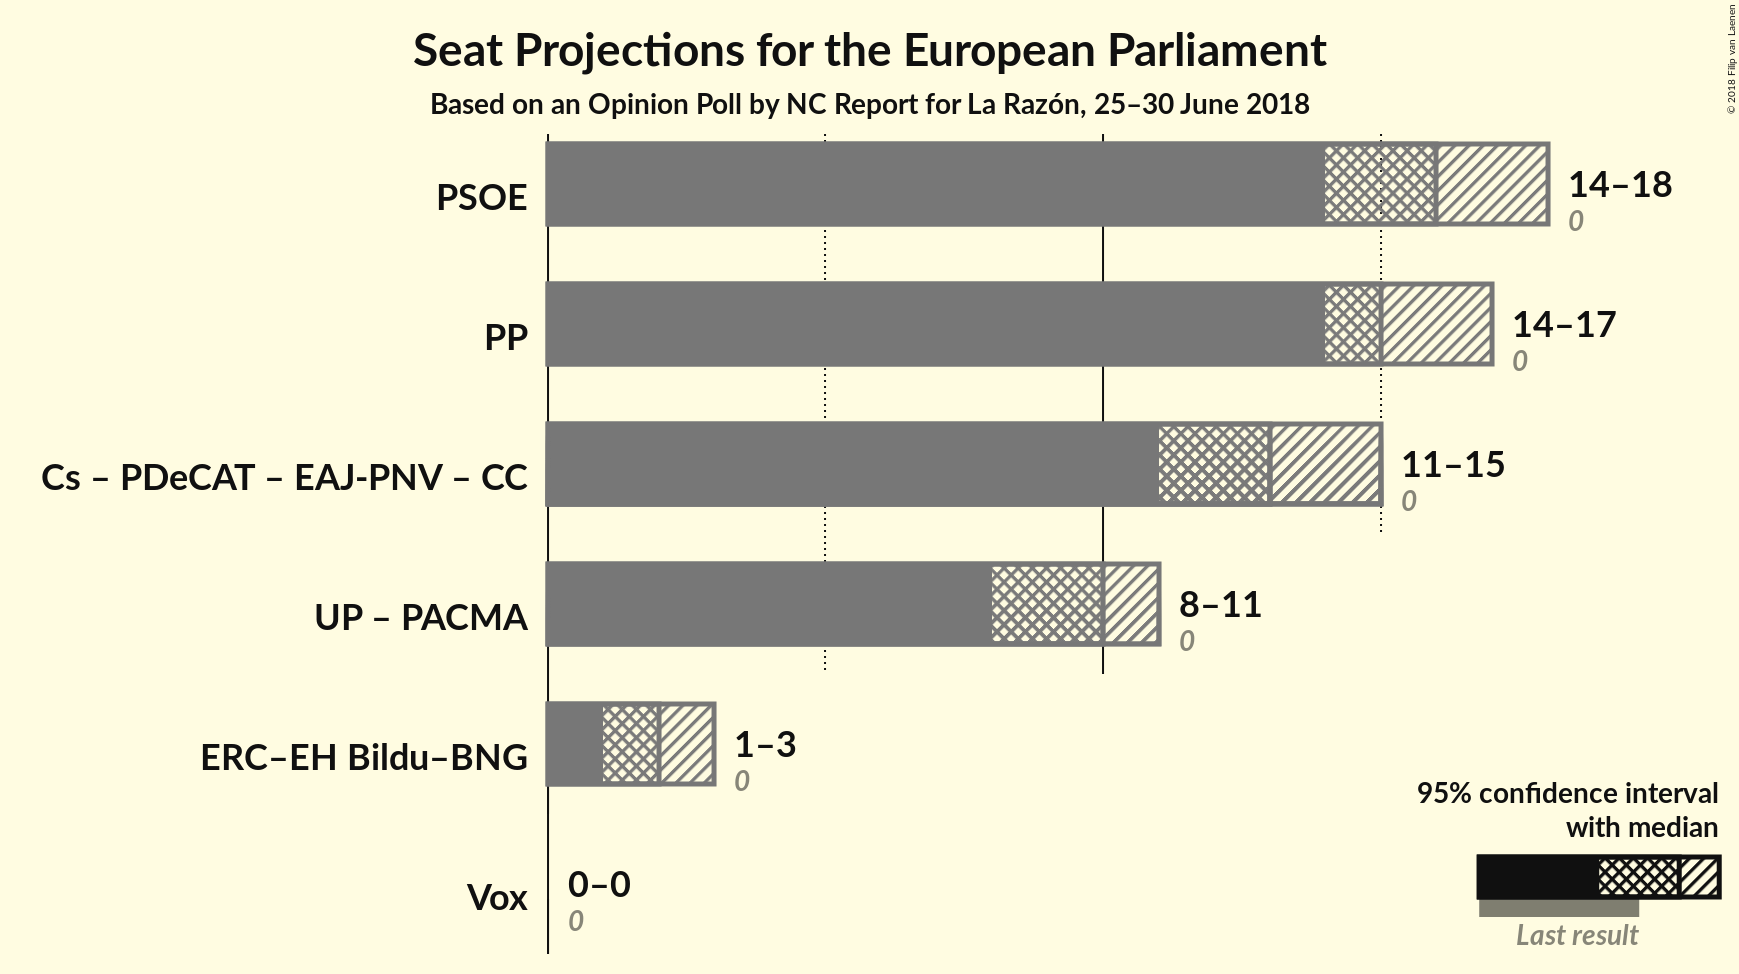 Seat Projections for the European Parliament
Based on an Opinion Poll by NC Report for La Razón, 25–30 June 2018
© 2018 Filip van Laenen
PSOE
14–18
0
PP
14–17
0
Cs – PDeCAT – EAJ-PNV – CC
11–15
0
UP – PACMA
8–11
0
ERC–EH Bildu–BNG
1–3
0
Vox
0–0
0
95% confidence interval
with median
Last result